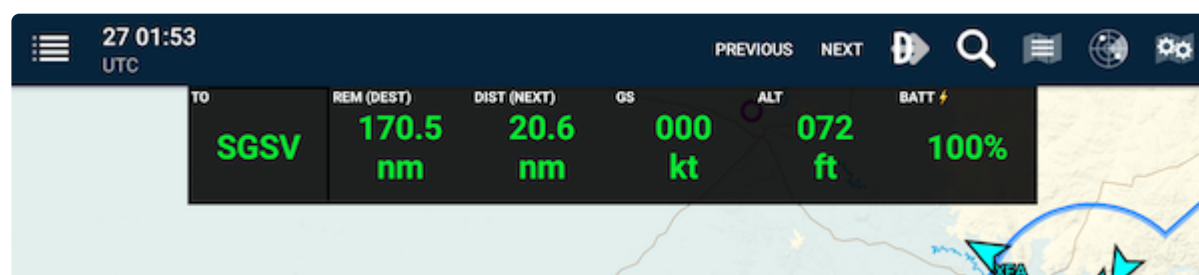 27 01:53
UTC
PREVIOUS NEXT
TO REM (DEST) DIST (NEXT) GS ALT BATT
SGSV 170.5 nm 20.6 nm 000 kt 072 ft 100%
XFA